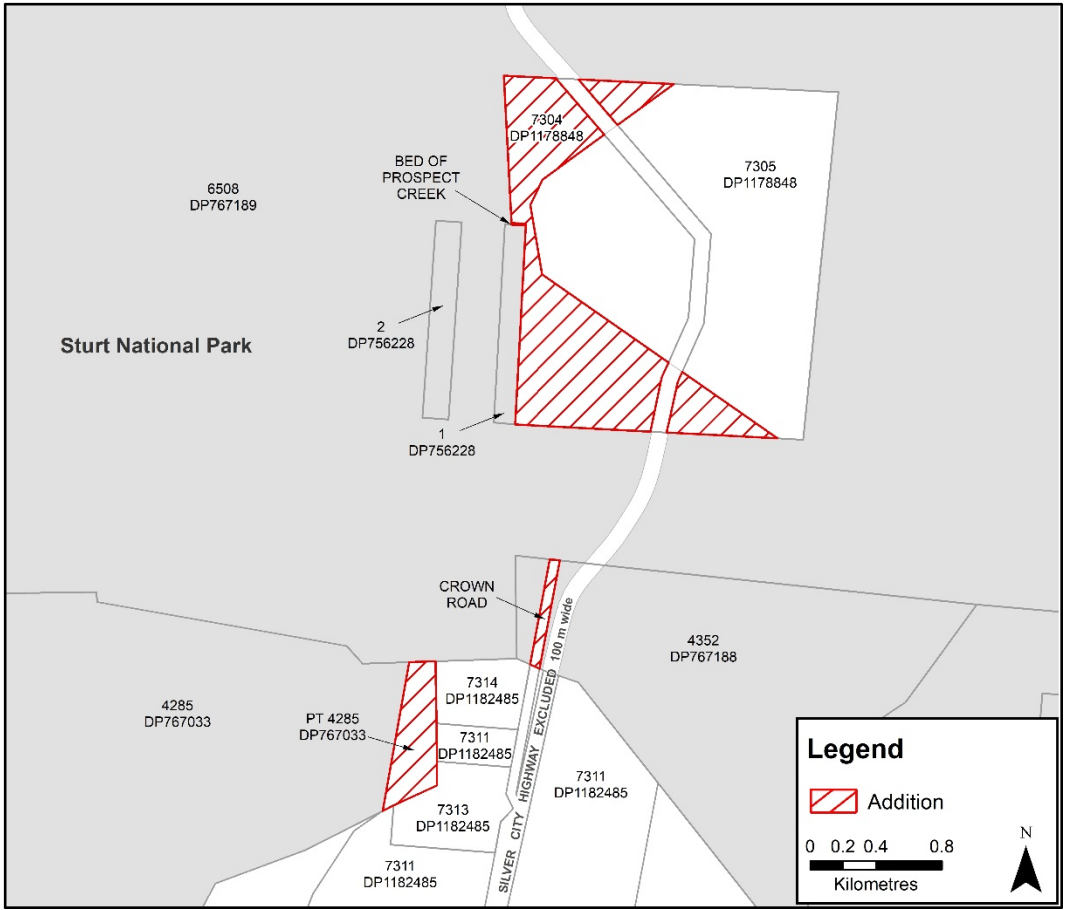 7304
DP1178848
BED OF
PROSPECT
CREEK
7305
DP1178848
6508
DP767189
2
DP756228
Sturt National Park
1
DP756228
CROWN
ROAD
SILVER CITY HIGHWAY EXCLUDED 100 m wide
4352
DP767188
7314
DP1182485
4285
DP767033
PT 4285
DP767033
7311
DP1182485
7311
DP1182485
7313
DP1182485
7311
DP1182485
Legend
Addition
0 0.2 0.4 0.8
Kilometres
N